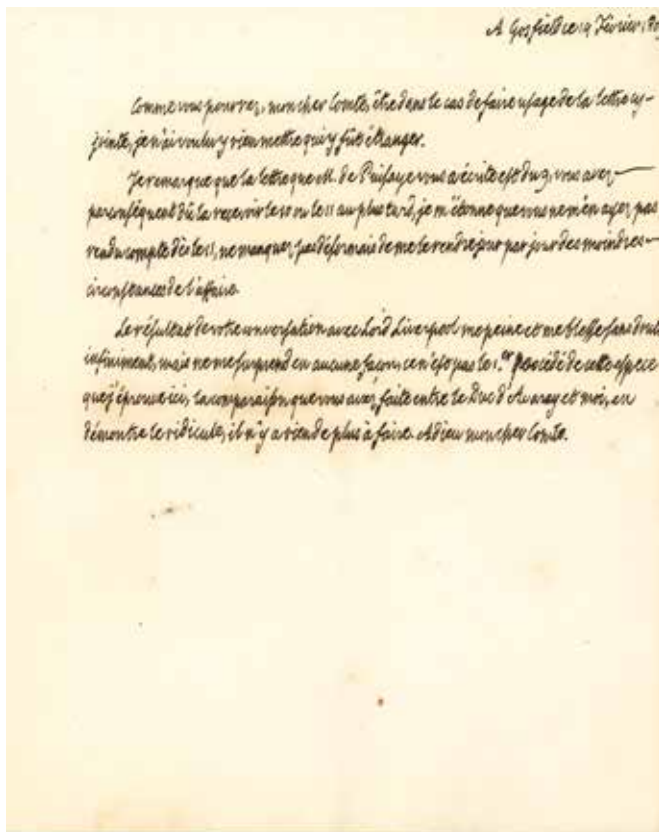 A Gosfield ce 19 Février 180
Comme vous pourrez, mon cher Comte, être dans le cas de faire usage de la lettre cy-
jointe, je n'ai voulu y rien mettre qui y fût étranger.
Je remarque que la lettre que M. de Puisaye vous a écrite est du 9, vous avez
par conséquent dû la recevoir le 10 ou le 11 au plus tard, je m'étonne que vous ne m'en ayez pas
rendu compte dès le 11, ne manquez pas désormais de me le rendre jour par jour des moindres
circonstances de l'affaire.
Le résultat de votre conversation avec Lord Liverpool me peine et me blesse sans doute
infiniment, mais ne me surprend en aucune façon, ce n'est pas le 1.er procédé de cette espèce
que j'éprouve ici, la comparaison que vous avez faite entre le Duc d'Avaray et moi, en
démontre le ridicule, il n'y a rien de plus à faire. Adieu mon cher Comte.